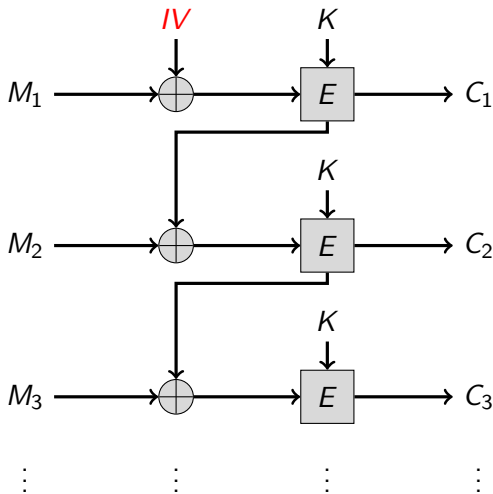 IV K
M₁ E C₁
K
M₂ E C₂
K
M₃ E C₃
⋮ ⋮ ⋮ ⋮